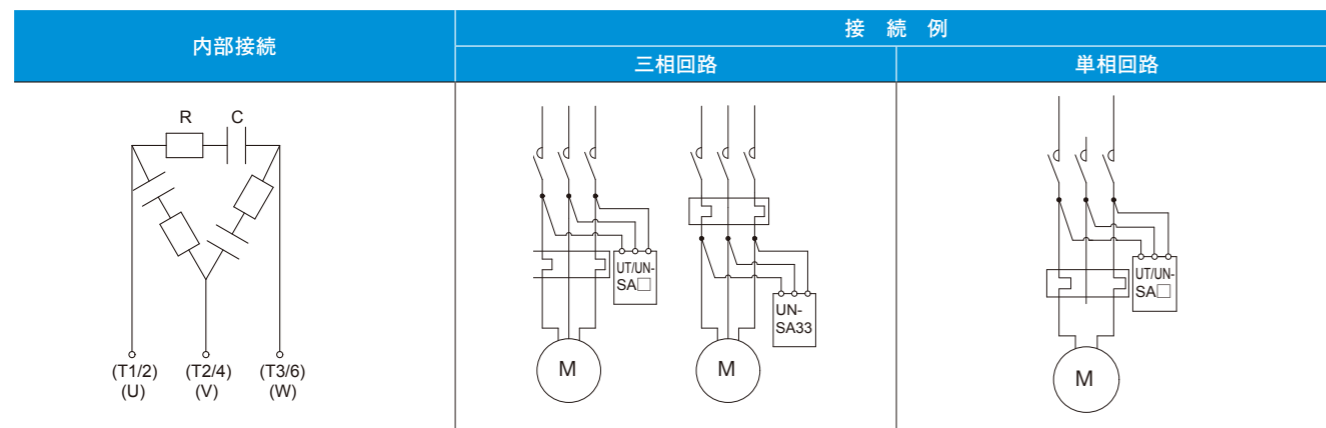 内部接続
接 続 例
三相回路
単相回路
R C
(T1/2) (T2/4) (T3/6)
(U) (V) (W)
UT/UN-
SA□
M
UN-
SA33
M
UT/UN-
SA□
M